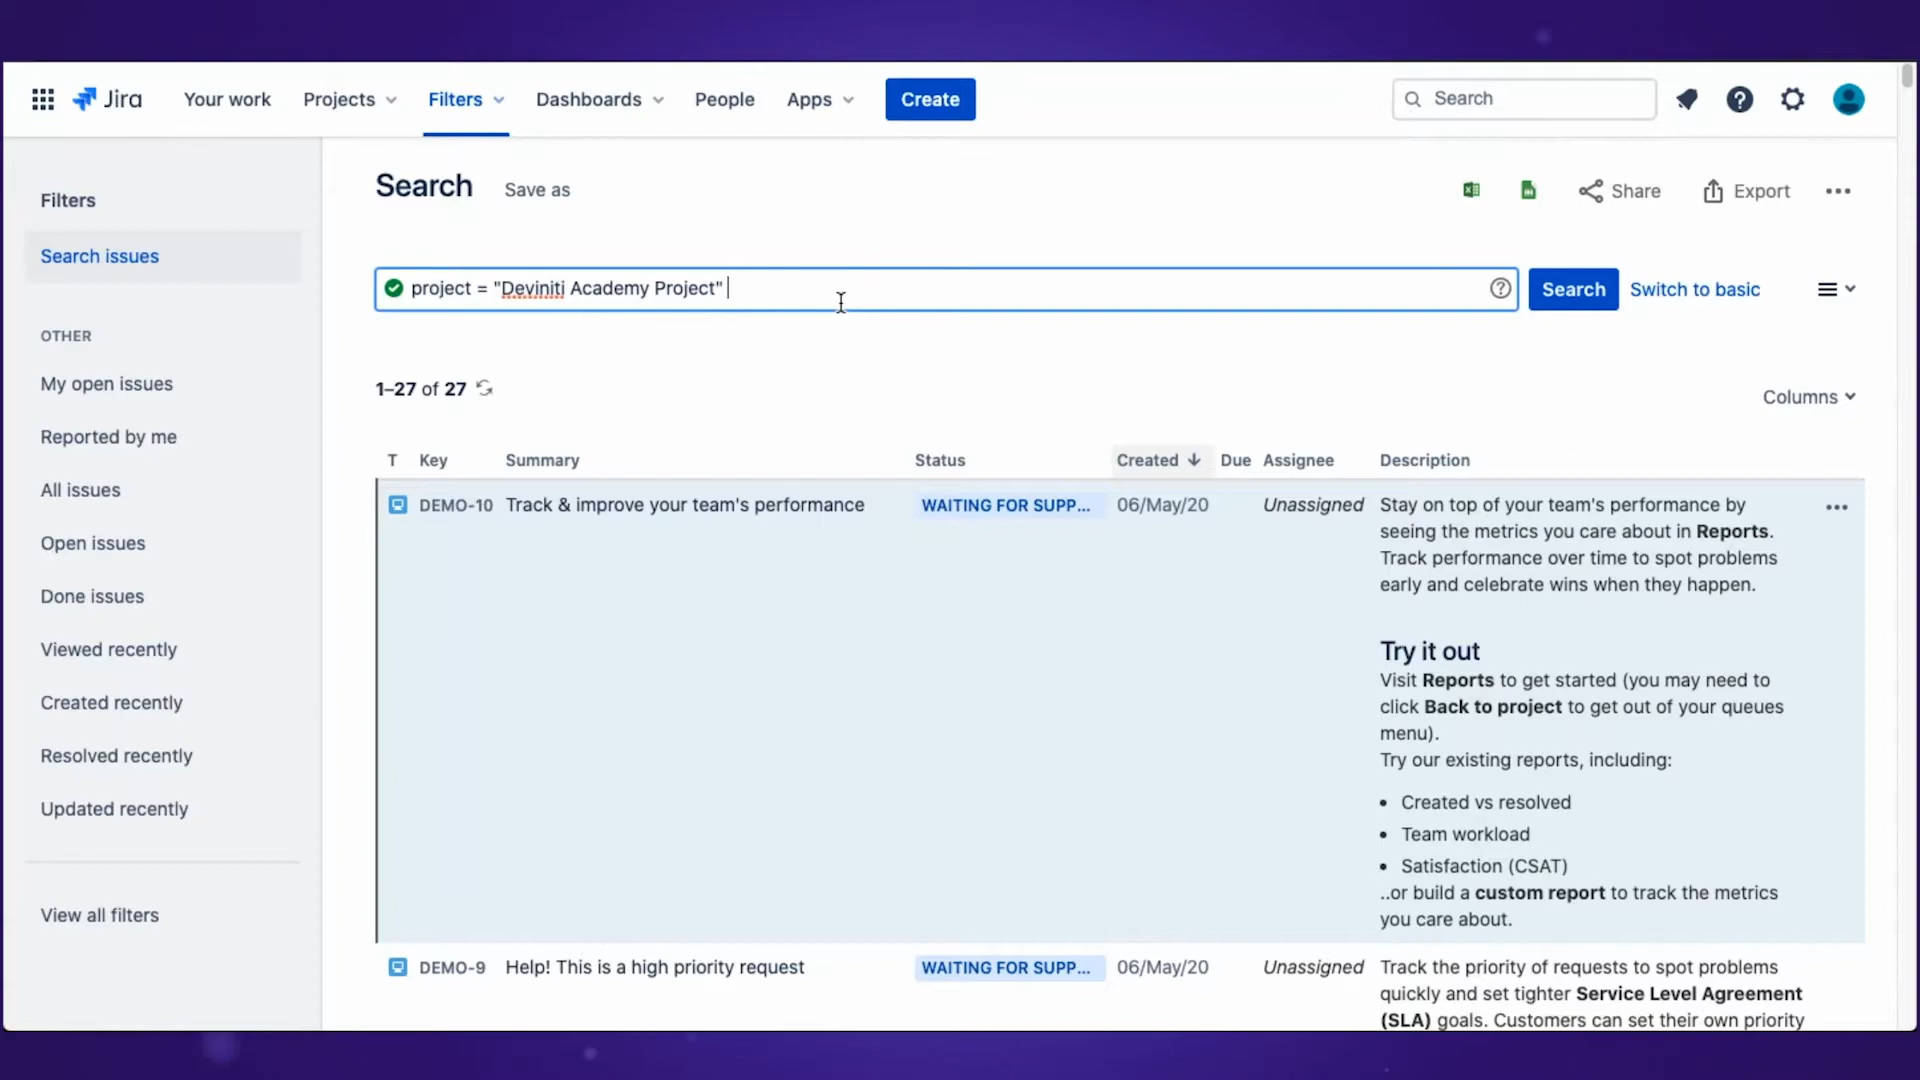 Jira
Your work
Projects
Filters
Dashboards
People
Apps
Create
Search
Filters
Search issues
OTHER
My open issues
Reported by me
All issues
Open issues
Done issues
Viewed recently
Created recently
Resolved recently
Updated recently
View all filters
Search
Save as
Share
Export
project = "Deviniti Academy Project"
Search
Switch to basic
1–27 of 27
Columns
T Key Summary Status Created Due Assignee Description
DEMO-10 Track & improve your team's performance WAITING FOR SUPP... 06/May/20 Unassigned
Stay on top of your team's performance by
seeing the metrics you care about in Reports.
Track performance over time to spot problems
early and celebrate wins when they happen.
Try it out
Visit Reports to get started (you may need to
click Back to project to get out of your queues
menu).
Try our existing reports, including:
• Created vs resolved
• Team workload
• Satisfaction (CSAT)
..or build a custom report to track the metrics
you care about.
DEMO-9 Help! This is a high priority request WAITING FOR SUPP... 06/May/20 Unassigned
Track the priority of requests to spot problems
quickly and set tighter Service Level Agreement
(SLA) goals. Customers can set their own priority